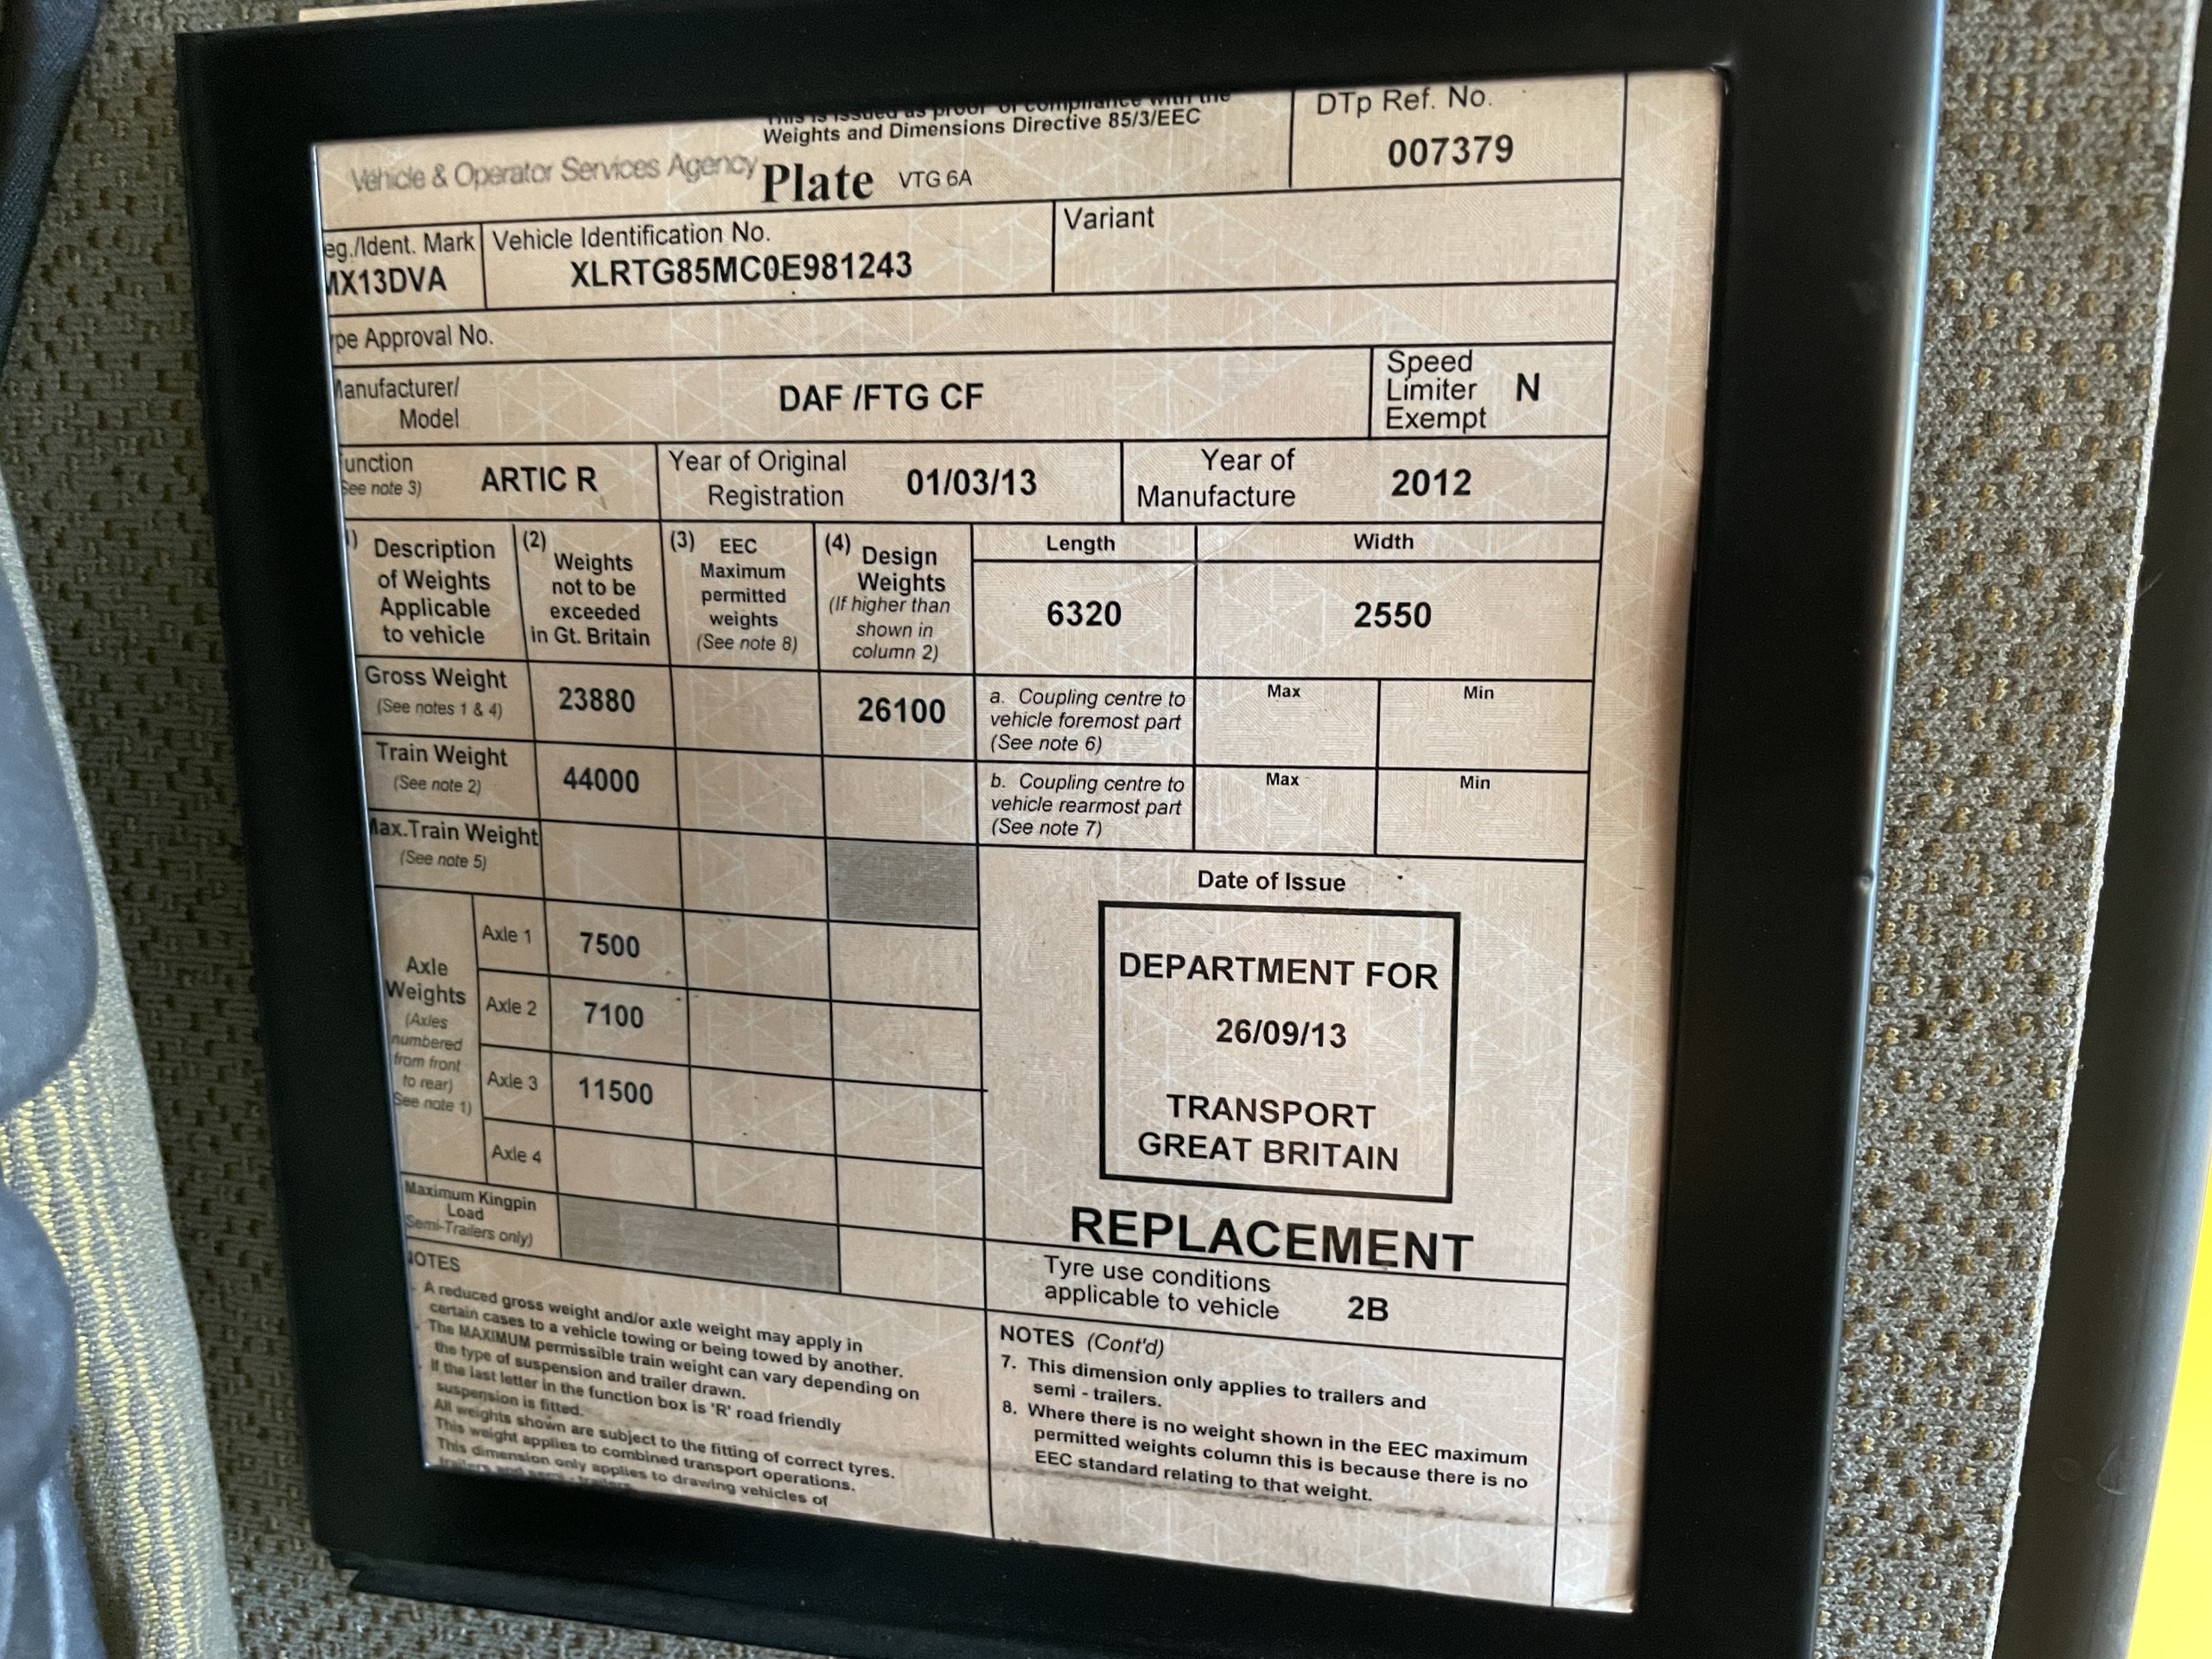 This is issued as proof of compliance with the
Weights and Dimensions Directive 85/3/EEC
DTp Ref. No.
007379
Vehicle & Operator Services Agency
Plate VTG 6A
eg./Ident. Mark
MX13DVA
Vehicle Identification No.
XLRTG85MC0E981243
Variant
pe Approval No.
Manufacturer/
Model
DAF /FTG CF
Speed
Limiter
Exempt
N
unction
See note 3)
ARTIC R
Year of Original
Registration
01/03/13
Year of
Manufacture
2012
) Description
of Weights
Applicable
to vehicle
(2) Weights
not to be
exceeded
in Gt. Britain
(3) EEC
Maximum
permitted
weights
(See note 8)
(4) Design
Weights
(If higher than
shown in
column 2)
Length
6320
Width
2550
Gross Weight
(See notes 1 & 4)
23880
26100
a. Coupling centre to
vehicle foremost part
(See note 6)
Max
Min
Train Weight
(See note 2)
44000
b. Coupling centre to
vehicle rearmost part
(See note 7)
Max
Min
Max.Train Weight
(See note 5)
Axle
Weights
(Axles
numbered
from front
to rear)
See note 1)
Axle 1
7500
Axle 2
7100
Axle 3
11500
Axle 4
Maximum Kingpin
Load
Semi-Trailers only)
Date of Issue
DEPARTMENT FOR
26/09/13
TRANSPORT
GREAT BRITAIN
REPLACEMENT
Tyre use conditions
applicable to vehicle
2B
NOTES
A reduced gross weight and/or axle weight may apply in
certain cases to a vehicle towing or being towed by another.
The MAXIMUM permissible train weight can vary depending on
the type of suspension and trailer drawn.
If the last letter in the function box is 'R' road friendly
suspension is fitted.
All weights shown are subject to the fitting of correct tyres.
This weight applies to combined transport operations.
This dimension only applies to drawing vehicles of
trailers and semi - trailers.
NOTES (Cont'd)
7. This dimension only applies to trailers and
semi - trailers.
8. Where there is no weight shown in the EEC maximum
permitted weights column this is because there is no
EEC standard relating to that weight.